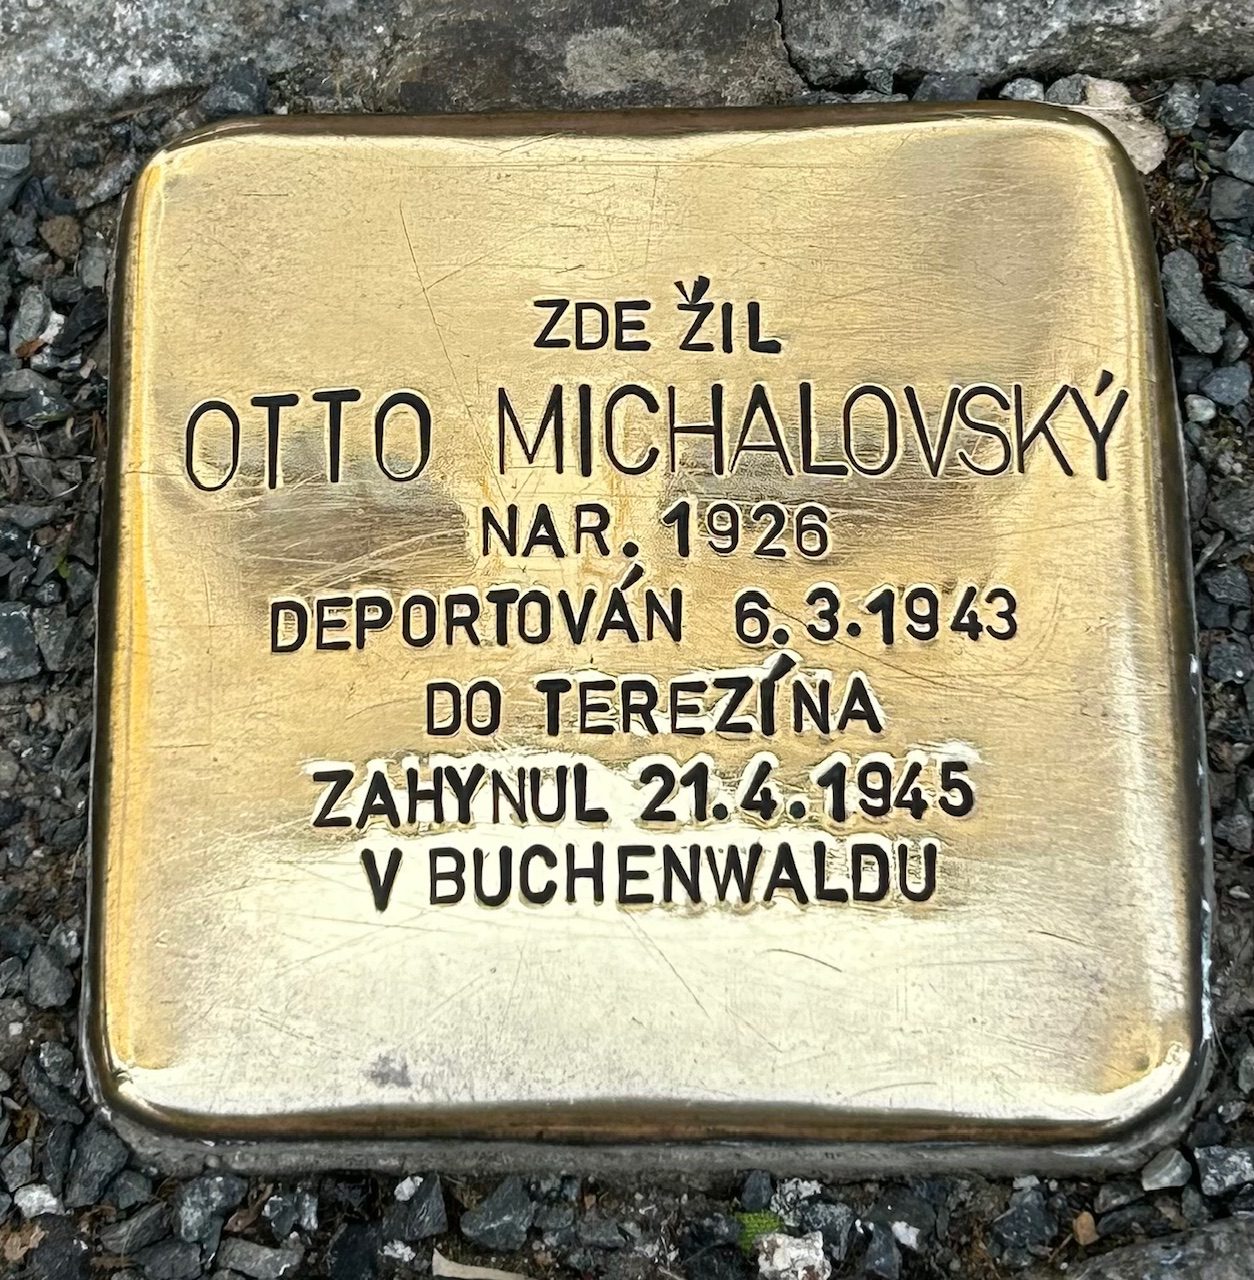 ZDE ŽIL
OTTO MICHALOVSKÝ
NAR. 1926
DEPORTOVÁN 6.3.1943
DO TEREZÍNA
ZAHYNUL 21.4.1945
V BUCHENWALDU